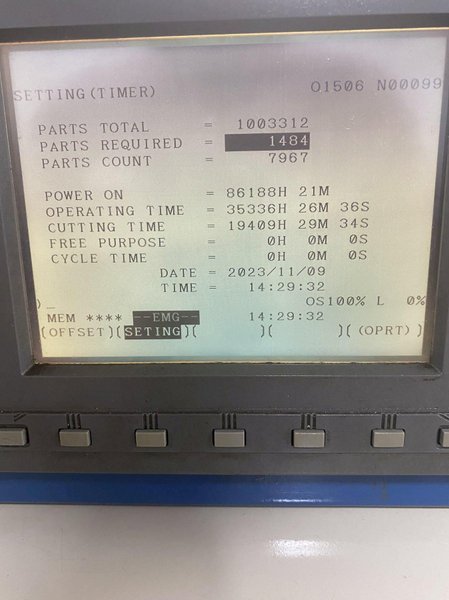 SETTING(TIMER) O1506 N00099
PARTS TOTAL = 1003312
PARTS REQUIRED = 1484
PARTS COUNT = 7967
POWER ON = 86188H 21M
OPERATING TIME = 35336H 26M 36S
CUTTING TIME = 19409H 29M 34S
FREE PURPOSE = 0H 0M 0S
CYCLE TIME = 0H 0M 0S
DATE = 2023/11/09
TIME = 14:29:32
)_ OS100% L 0%
MEM **** --EMG-- 14:29:32
(OFFSET)(SETING)( )( )((OPRT))